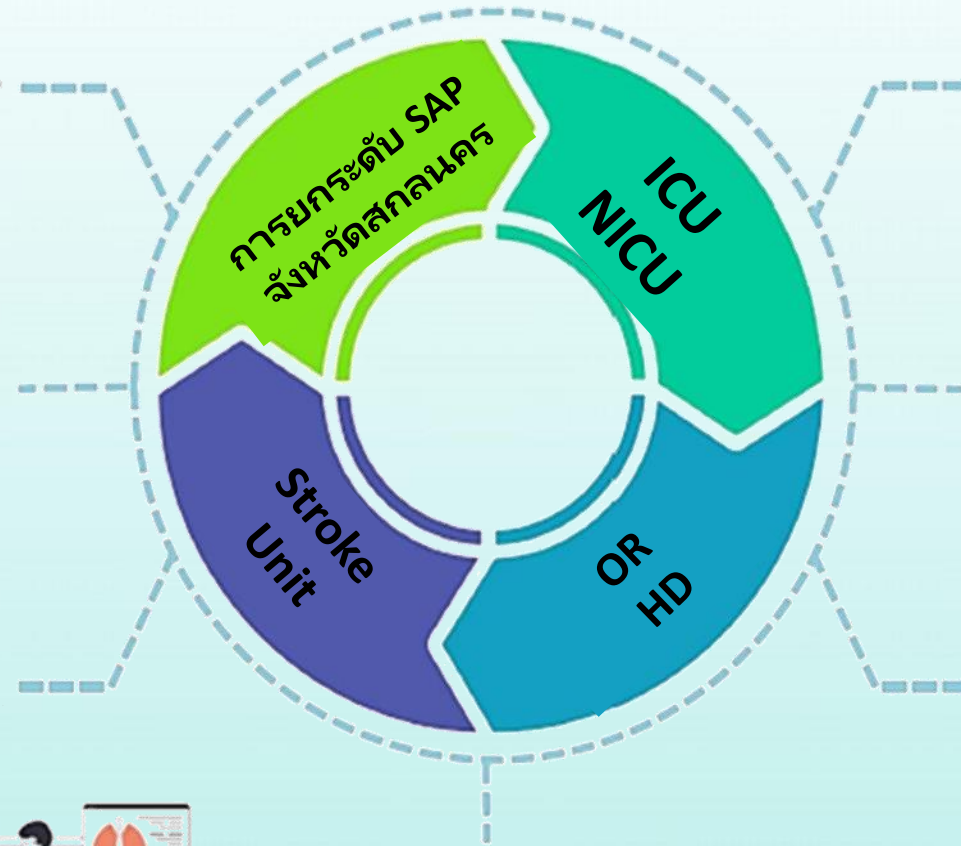 การยกระดับ SAP
จังหวัดสกลนคร
ICU
NICU
OR
HD
Stroke
Unit